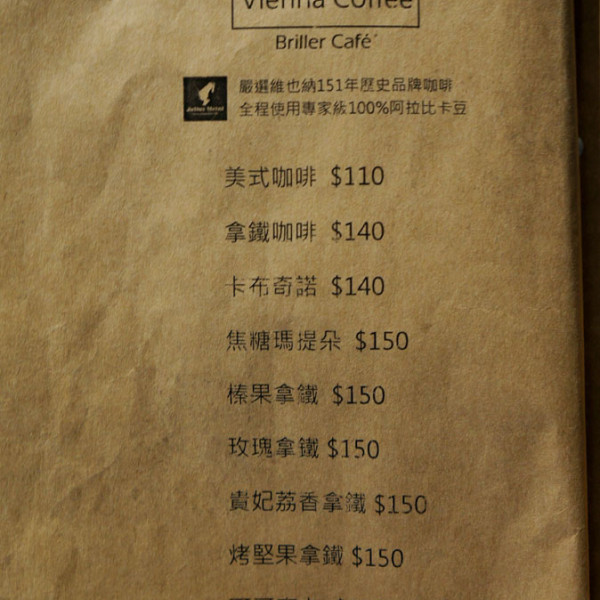 Vienna Coffee
Briller Café
嚴選維也納151年歷史品牌咖啡
全程使用專家級100%阿拉比卡豆
Julius Meinl
美式咖啡 $110
拿鐵咖啡 $140
卡布奇諾 $140
焦糖瑪提朵 $150
榛果拿鐵 $150
玫瑰拿鐵 $150
貴妃荔香拿鐵 $150
烤堅果拿鐵 $150